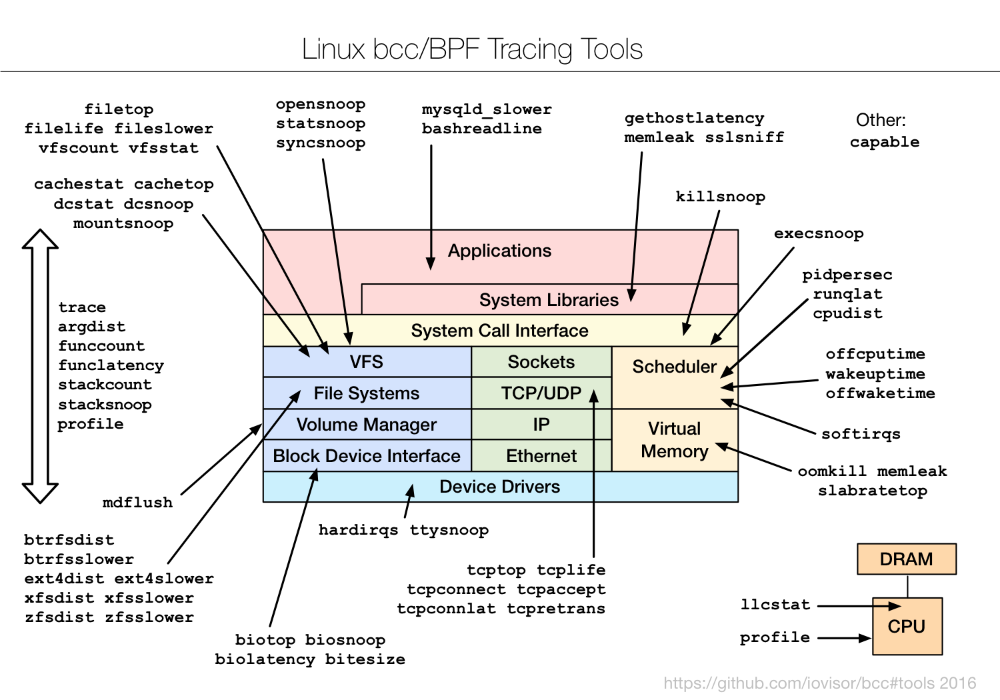 Linux bcc/BPF Tracing Tools
filetop
filelife fileslower
vfscount vfsstat
opensnoop
statsnoop
syncsnoop
mysqld_slower
bashreadline
gethostlatency
memleak sslsniff
Other:
capable
cachestat cachetop
dcstat dcsnoop
mountsnoop
killsnoop
execsnoop
pidpersec
runqlat
cpudist
trace
argdist
funccount
funclatency
stackcount
stacksnoop
profile
Applications
System Libraries
System Call Interface
VFS
Sockets
Scheduler
File Systems
TCP/UDP
Volume Manager
IP
Virtual
Memory
Block Device Interface
Ethernet
Device Drivers
offcputime
wakeuptime
offwaketime
softirqs
oomkill memleak
slabratetop
mdflush
hardirqs ttysnoop
btrfsdist
btrfsslower
ext4dist ext4slower
xfsdist xfsslower
zfsdist zfsslower
tcptop tcplife
tcpconnect tcpaccept
tcpconnlat tcpretrans
biotop biosnoop
biolatency bitesize
DRAM
llcstat
CPU
profile
https://github.com/iovisor/bcc#tools 2016